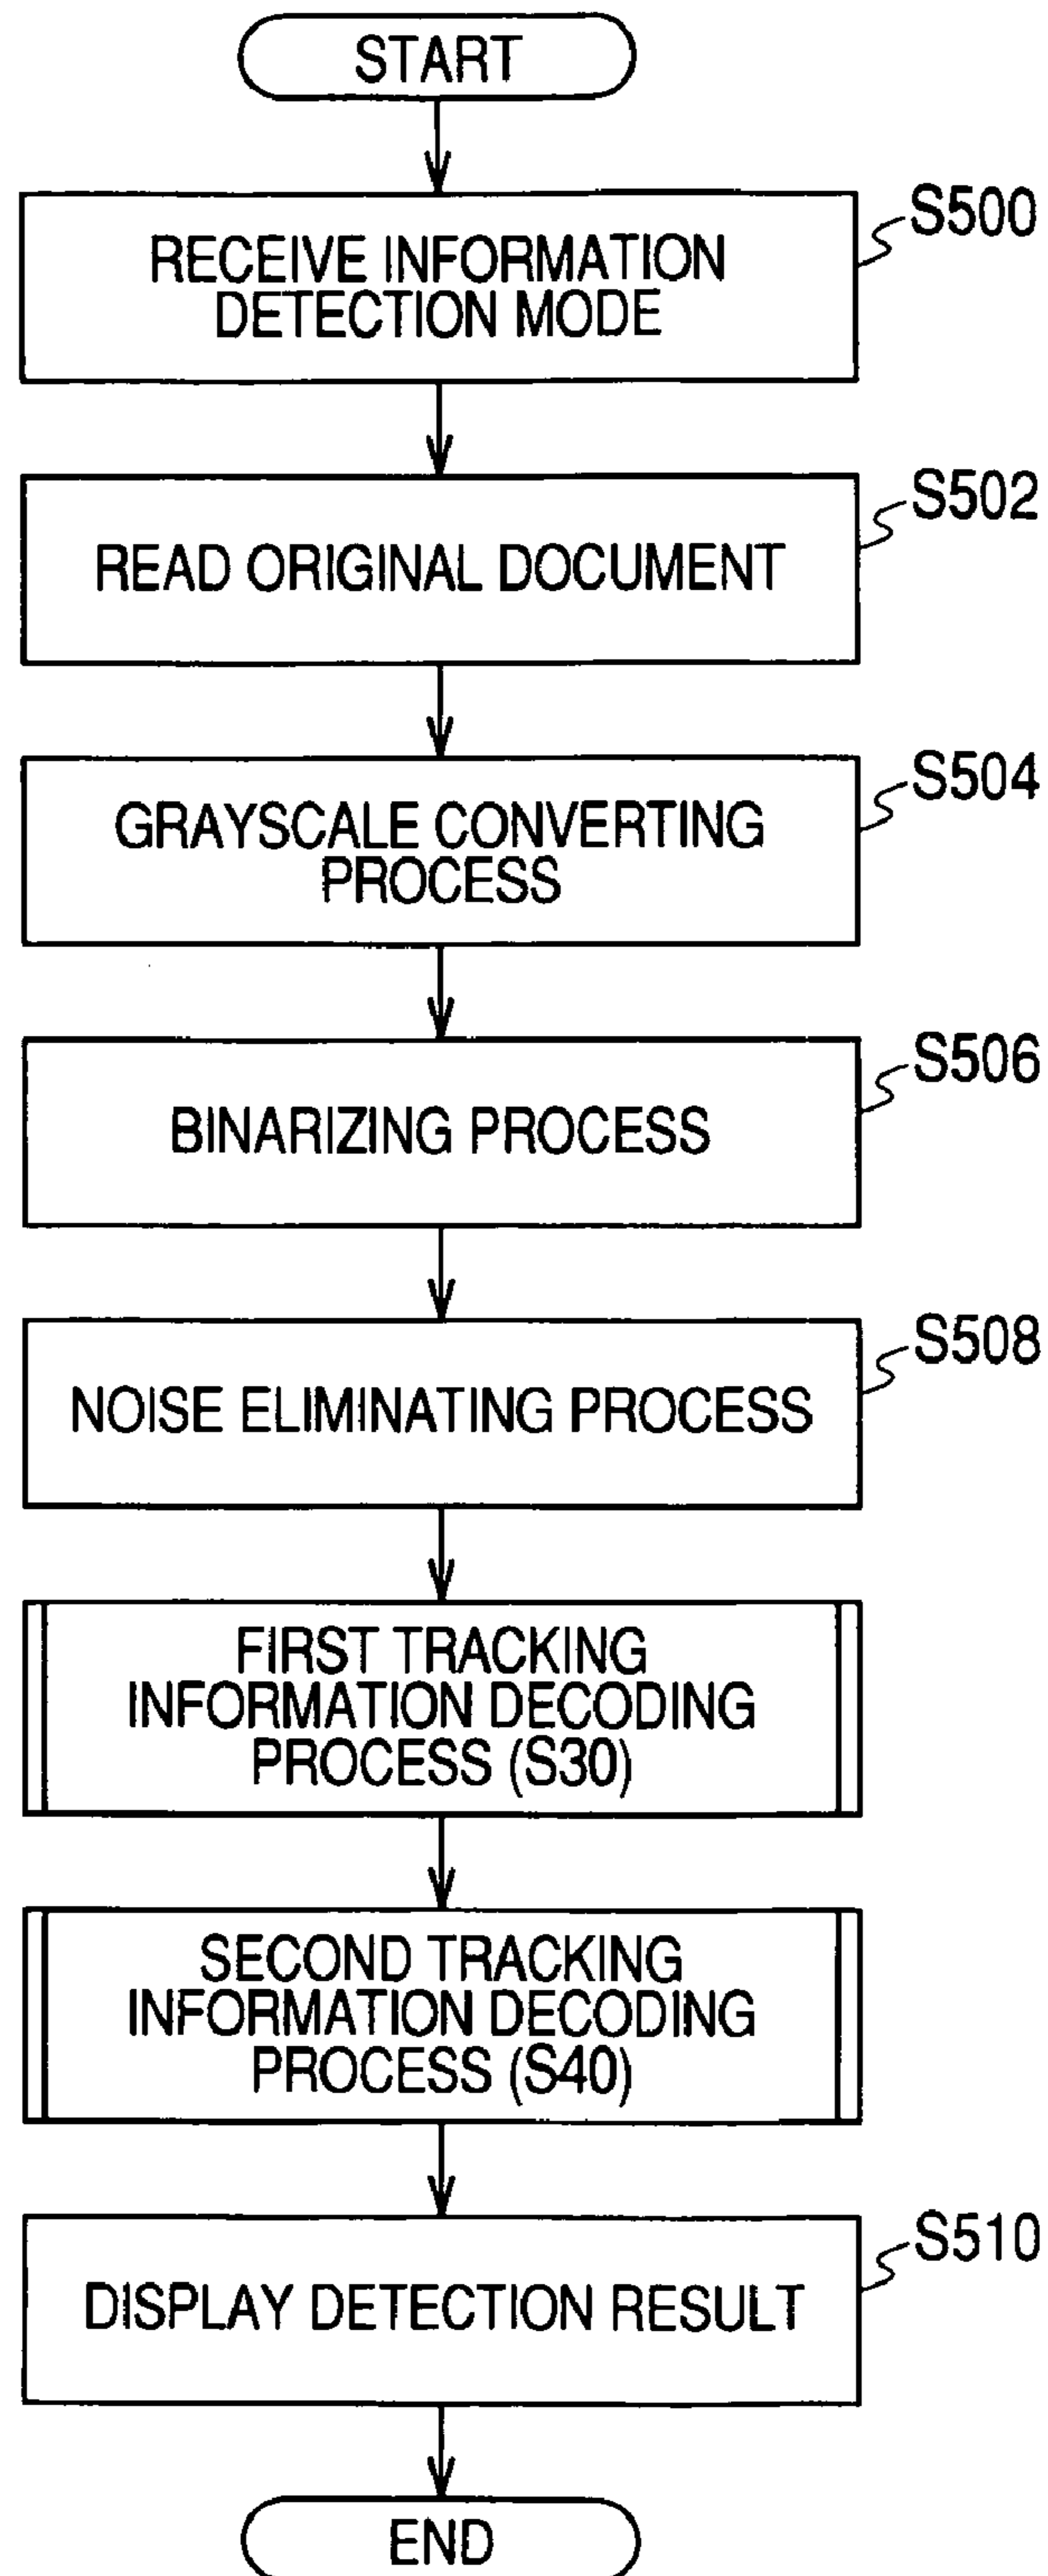 START
S500
RECEIVE INFORMATION
DETECTION MODE
S502
READ ORIGINAL DOCUMENT
S504
GRAYSCALE CONVERTING
PROCESS
S506
BINARIZING PROCESS
S508
NOISE ELIMINATING PROCESS
FIRST TRACKING
INFORMATION DECODING
PROCESS (S30)
SECOND TRACKING
INFORMATION DECODING
PROCESS (S40)
S510
DISPLAY DETECTION RESULT
END